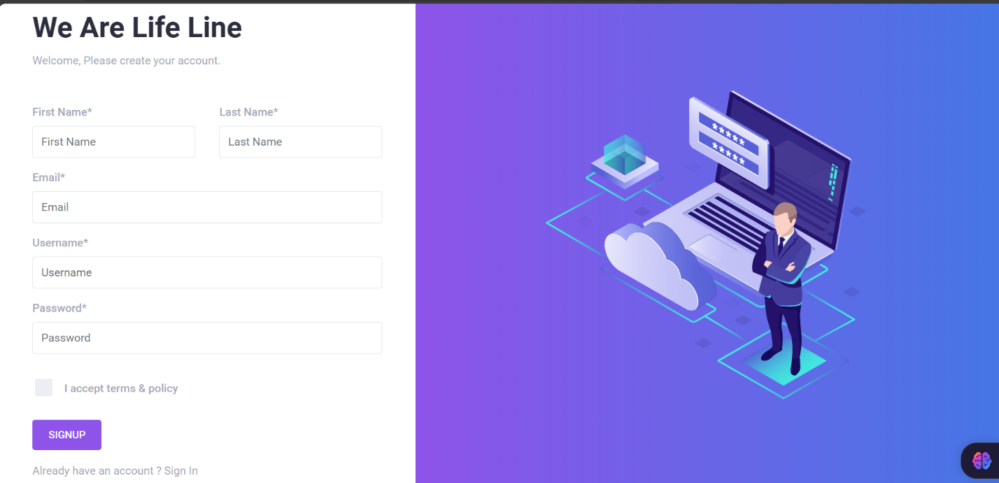 We Are Life Line
Welcome, Please create your account.
First Name* Last Name*
First Name Last Name
Email*
Email
Username*
Username
Password*
Password
I accept terms & policy
SIGNUP
Already have an account ? Sign In
*****
*****